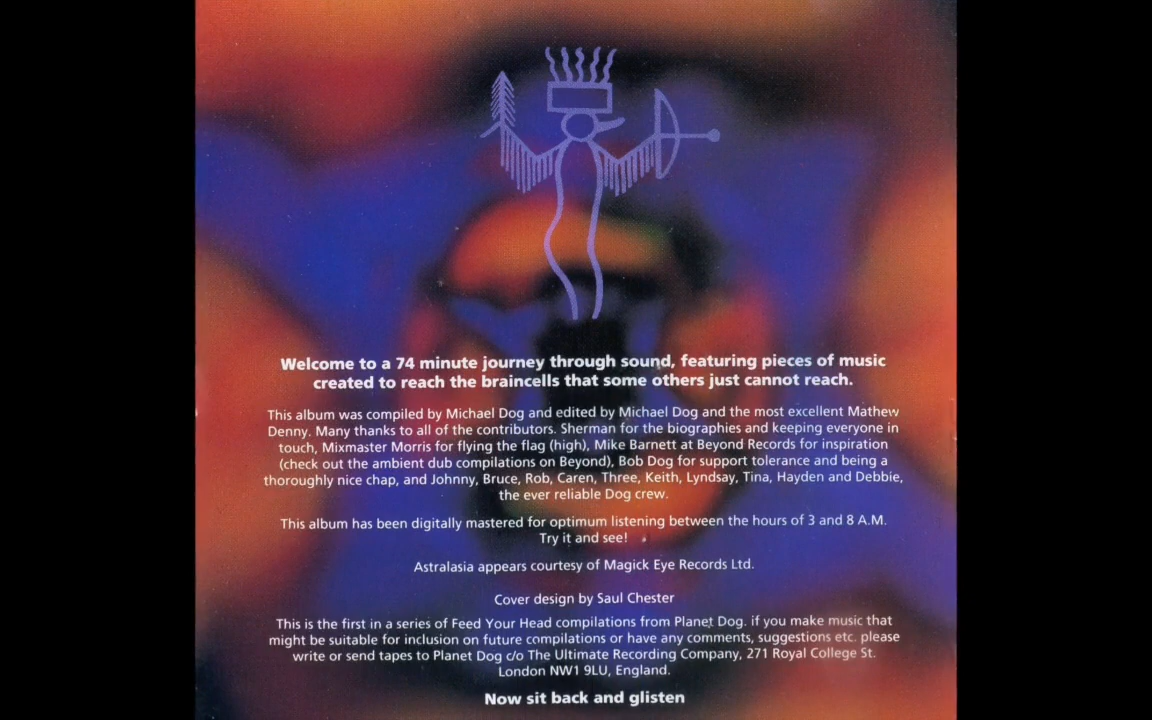 Welcome to a 74 minute journey through sound, featuring pieces of music
created to reach the braincells that some others just cannot reach.
This album was compiled by Michael Dog and edited by Michael Dog and the most excellent Mathew
Denny. Many thanks to all of the contributors. Sherman for the biographies and keeping everyone in
touch, Mixmaster Morris for flying the flag (high), Mike Barnett at Beyond Records for inspiration
(check out the ambient dub compilations on Beyond), Bob Dog for support tolerance and being a
thoroughly nice chap, and Johnny, Bruce, Rob, Caren, Three, Keith, Lyndsay, Tina, Hayden and Debbie,
the ever reliable Dog crew.
This album has been digitally mastered for optimum listening between the hours of 3 and 8 A.M.
Try it and see!
Astralasia appears courtesy of Magick Eye Records Ltd.
Cover design by Saul Chester
This is the first in a series of Feed Your Head compilations from Planet Dog. if you make music that
might be suitable for inclusion on future compilations or have any comments, suggestions etc. please
write or send tapes to Planet Dog c/o The Ultimate Recording Company, 271 Royal College St.
London NW1 9LU, England.
Now sit back and glisten